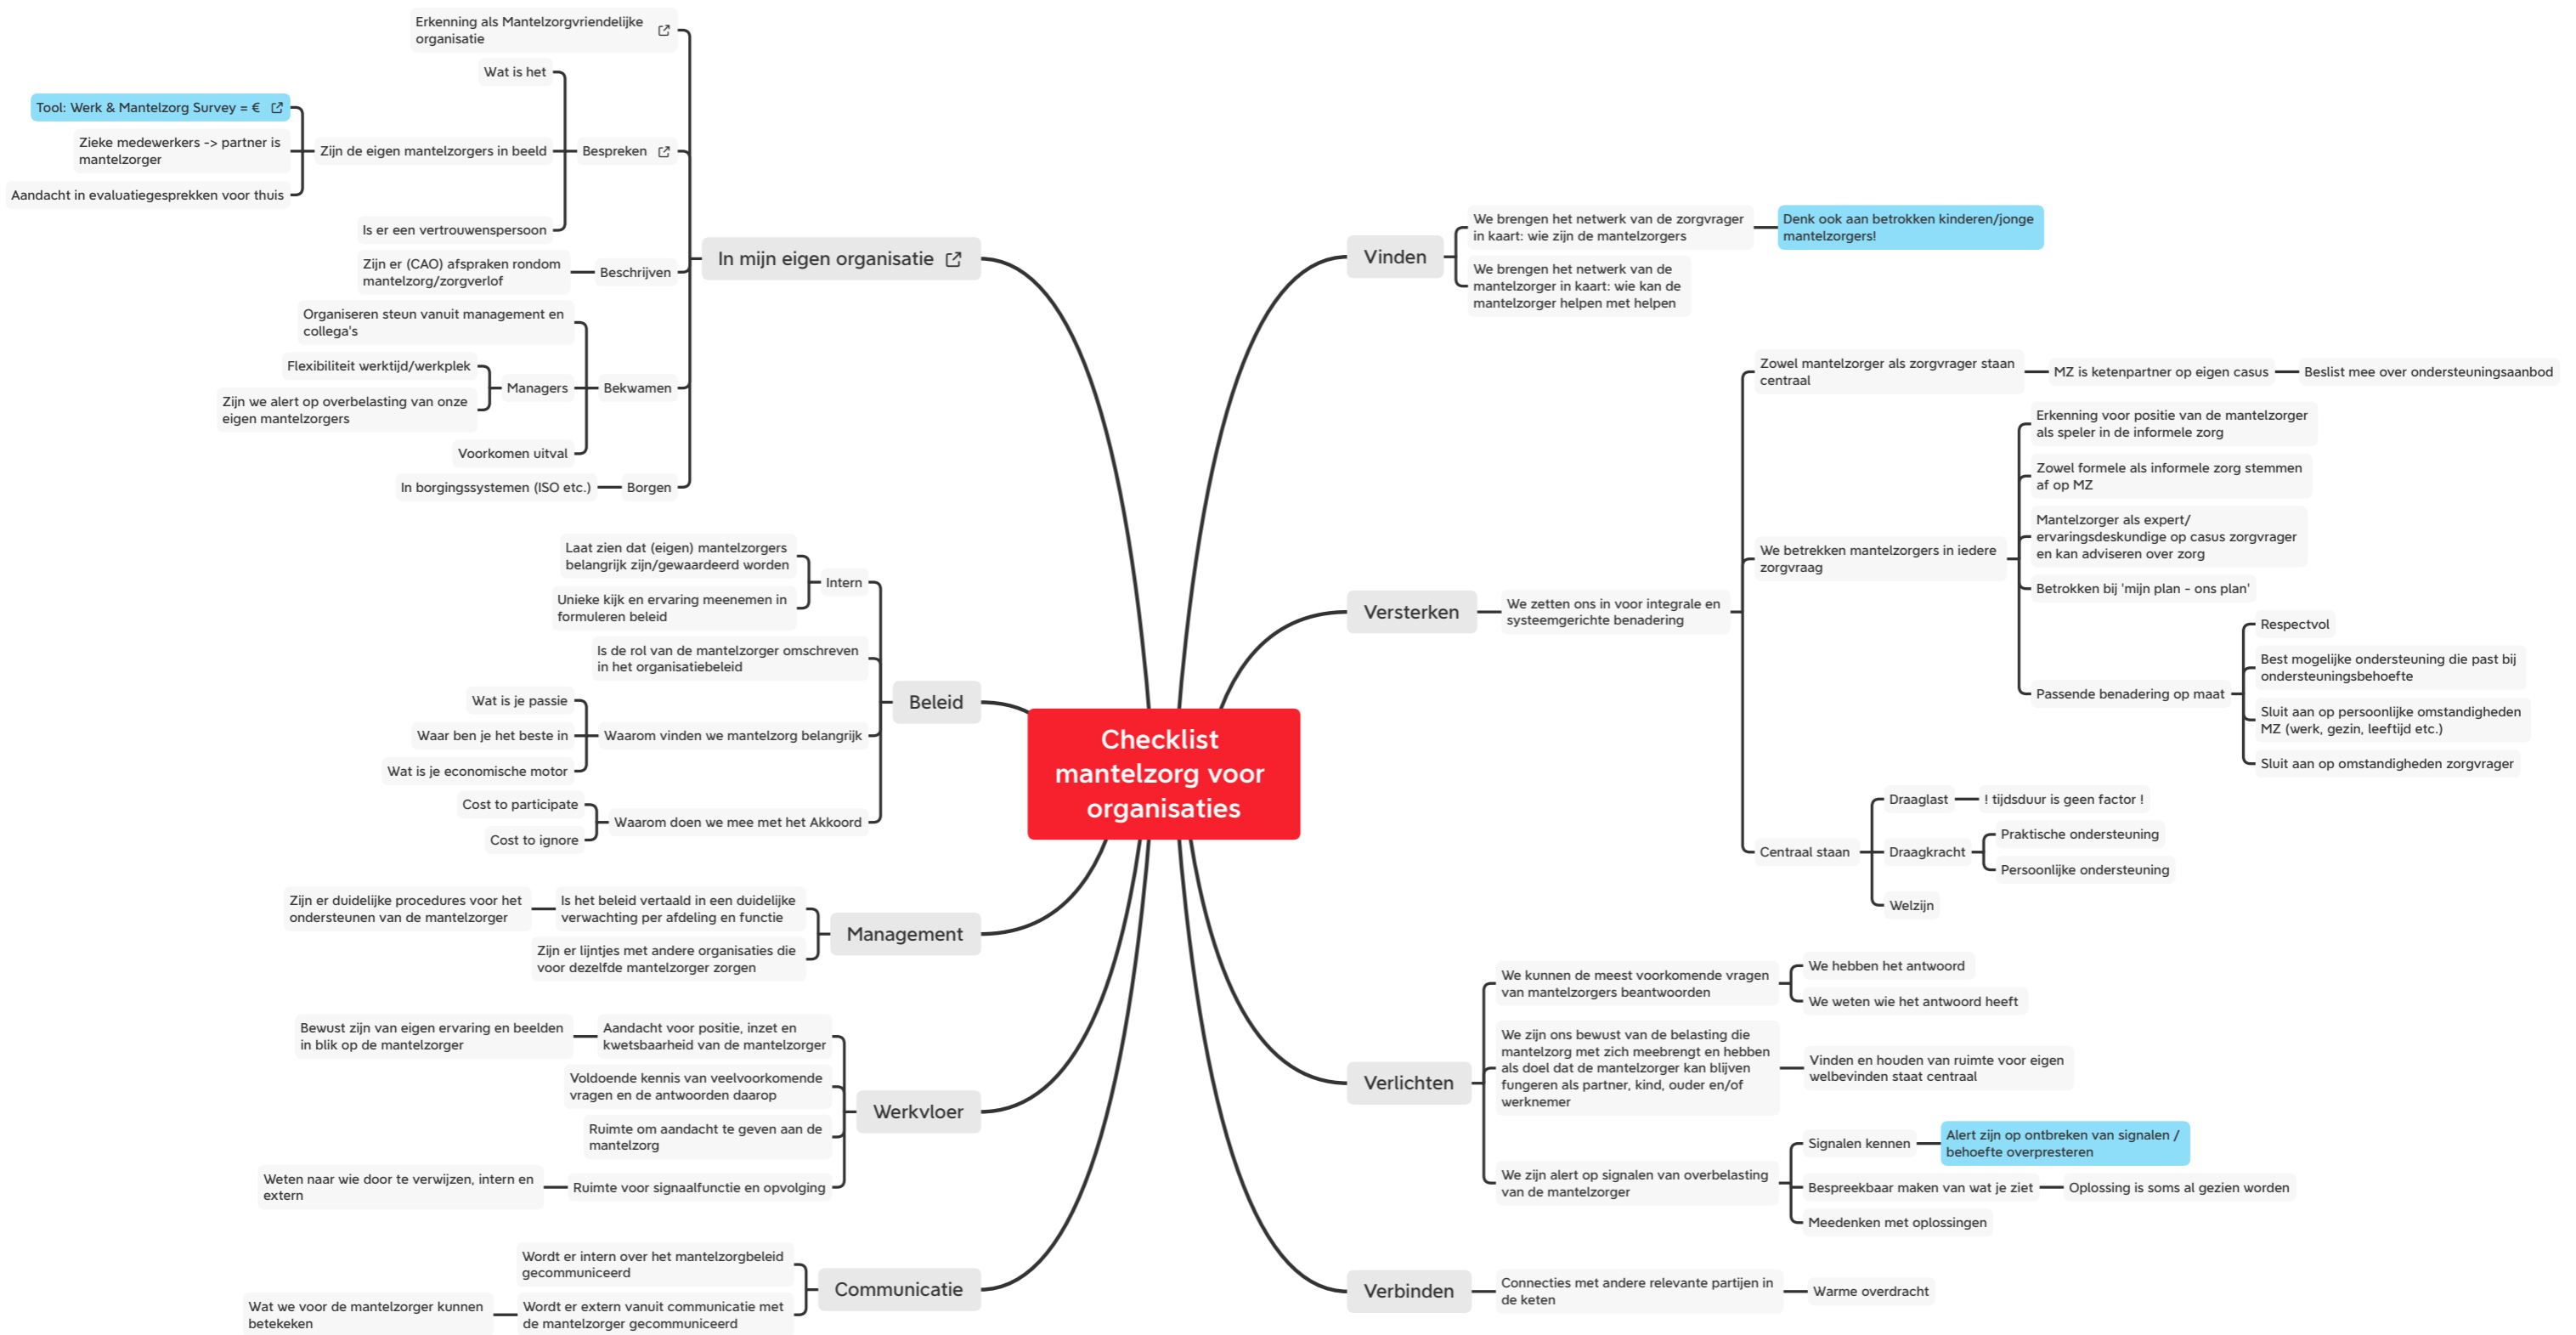 Checklist
mantelzorg voor
organisaties
In mijn eigen organisatie
Erkenning als Mantelzorgvriendelijke
organisatie
Bespreken
Wat is het
Zijn de eigen mantelzorgers in beeld
Tool: Werk & Mantelzorg Survey = €
Zieke medewerkers -> partner is
mantelzorger
Aandacht in evaluatiegesprekken voor thuis
Is er een vertrouwenspersoon
Beschrijven
Zijn er (CAO) afspraken rondom
mantelzorg/zorgverlof
Bekwamen
Organiseren steun vanuit management en
collega's
Managers
Flexibiliteit werktijd/werkplek
Zijn we alert op overbelasting van onze
eigen mantelzorgers
Voorkomen uitval
Borgen
In borgingssystemen (ISO etc.)
Beleid
Intern
Laat zien dat (eigen) mantelzorgers
belangrijk zijn/gewaardeerd worden
Unieke kijk en ervaring meenemen in
formuleren beleid
Is de rol van de mantelzorger omschreven
in het organisatiebeleid
Waarom vinden we mantelzorg belangrijk
Wat is je passie
Waar ben je het beste in
Wat is je economische motor
Waarom doen we mee met het Akkoord
Cost to participate
Cost to ignore
Management
Is het beleid vertaald in een duidelijke
verwachting per afdeling en functie
Zijn er duidelijke procedures voor het
ondersteunen van de mantelzorger
Zijn er lijntjes met andere organisaties die
voor dezelfde mantelzorger zorgen
Werkvloer
Aandacht voor positie, inzet en
kwetsbaarheid van de mantelzorger
Bewust zijn van eigen ervaring en beelden
in blik op de mantelzorger
Voldoende kennis van veelvoorkomende
vragen en de antwoorden daarop
Ruimte om aandacht te geven aan de
mantelzorg
Ruimte voor signaalfunctie en opvolging
Weten naar wie door te verwijzen, intern en
extern
Communicatie
Wordt er intern over het mantelzorgbeleid
gecommuniceerd
Wordt er extern vanuit communicatie met
de mantelzorger gecommuniceerd
Wat we voor de mantelzorger kunnen
betekeken
Vinden
We brengen het netwerk van de zorgvrager
in kaart: wie zijn de mantelzorgers
Denk ook aan betrokken kinderen/jonge
mantelzorgers!
We brengen het netwerk van de
mantelzorger in kaart: wie kan de
mantelzorger helpen met helpen
Versterken
We zetten ons in voor integrale en
systeemgerichte benadering
Zowel mantelzorger als zorgvrager staan
centraal
MZ is ketenpartner op eigen casus
Beslist mee over ondersteuningsaanbod
We betrekken mantelzorgers in iedere
zorgvraag
Erkenning voor positie van de mantelzorger
als speler in de informele zorg
Zowel formele als informele zorg stemmen
af op MZ
Mantelzorger als expert/
ervaringsdeskundige op casus zorgvrager
en kan adviseren over zorg
Betrokken bij 'mijn plan - ons plan'
Passende benadering op maat
Respectvol
Best mogelijke ondersteuning die past bij
ondersteuningsbehoefte
Sluit aan op persoonlijke omstandigheden
MZ (werk, gezin, leeftijd etc.)
Sluit aan op omstandigheden zorgvrager
Centraal staan
Draaglast
! tijdsduur is geen factor !
Draagkracht
Praktische ondersteuning
Persoonlijke ondersteuning
Welzijn
Verlichten
We kunnen de meest voorkomende vragen
van mantelzorgers beantwoorden
We hebben het antwoord
We weten wie het antwoord heeft
We zijn ons bewust van de belasting die
mantelzorg met zich meebrengt en hebben
als doel dat de mantelzorger kan blijven
fungeren als partner, kind, ouder en/of
werknemer
Vinden en houden van ruimte voor eigen
welbevinden staat centraal
We zijn alert op signalen van overbelasting
van de mantelzorger
Signalen kennen
Alert zijn op ontbreken van signalen /
behoefte overpresteren
Bespreekbaar maken van wat je ziet
Oplossing is soms al gezien worden
Meedenken met oplossingen
Verbinden
Connecties met andere relevante partijen in
de keten
Warme overdracht